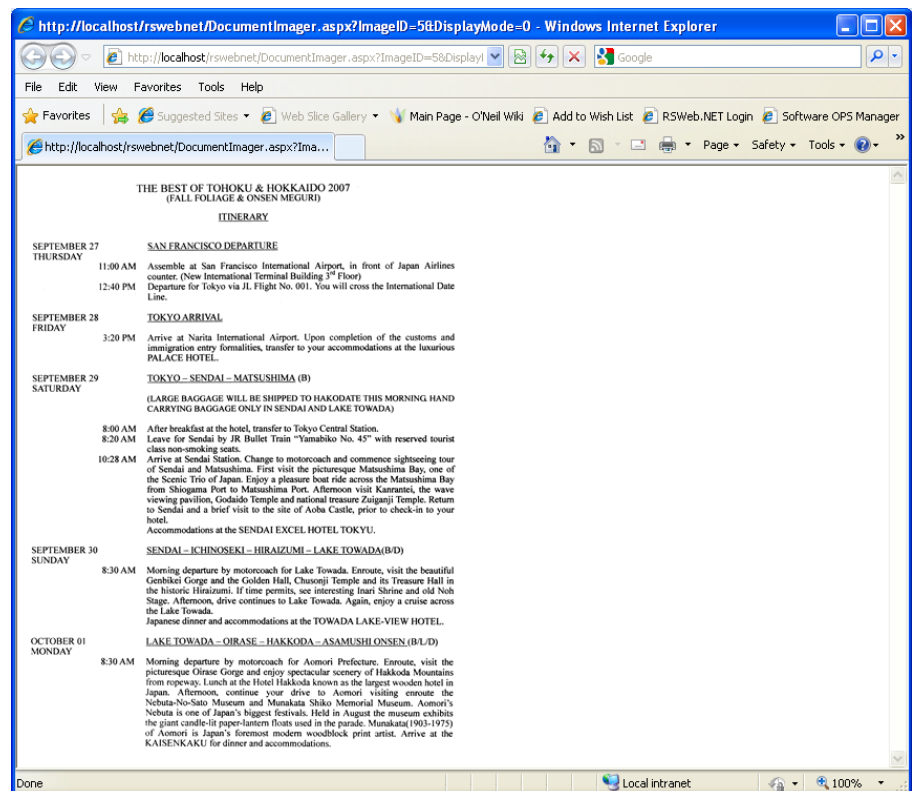 http://localhost/rswebnet/DocumentImager.aspx?ImageID=5&DisplayMode=0 - Windows Internet Explorer
http://localhost/rswebnet/DocumentImager.aspx?ImageID=5&Displayl
Google
File Edit View Favorites Tools Help
Favorites Suggested Sites Web Slice Gallery Main Page - O'Neil Wiki Add to Wish List RSWeb.NET Login Software OPS Manager
http://localhost/rswebnet/DocumentImager.aspx?Ima... Page Safety Tools »
THE BEST OF TOHOKU & HOKKAIDO 2007
(FALL FOLIAGE & ONSEN MEGURI)
ITINERARY
SEPTEMBER 27 SAN FRANCISCO DEPARTURE
THURSDAY
11:00 AM Assemble at San Francisco International Airport, in front of Japan Airlines
counter. (New International Terminal Building 3rd Floor)
12:40 PM Departure for Tokyo via JL Flight No. 001. You will cross the International Date
Line.
SEPTEMBER 28 TOKYO ARRIVAL
FRIDAY
3:20 PM Arrive at Narita International Airport. Upon completion of the customs and
immigration entry formalities, transfer to your accommodations at the luxurious
PALACE HOTEL.
SEPTEMBER 29 TOKYO – SENDAI – MATSUSHIMA (B)
SATURDAY
(LARGE BAGGAGE WILL BE SHIPPED TO HAKODATE THIS MORNING HAND
CARRYING BAGGAGE ONLY IN SENDAI AND LAKE TOWADA)
8:00 AM After breakfast at the hotel, transfer to Tokyo Central Station.
8:20 AM Leave for Sendai by JR Bullet Train “Yamabiko No. 45” with reserved tourist
class non-smoking seats.
10:28 AM Arrive at Sendai Station. Change to motorcoach and commence sightseeing tour
of Sendai and Matsushima. First visit the picturesque Matsushima Bay, one of
the Scenic Trio of Japan. Enjoy a pleasure boat ride across the Matsushima Bay
from Shiogama Port to Matsushima Port. Afternoon visit Kanrantei, the wave
viewing pavilion, Godaido Temple and national treasure Zuiganji Temple. Return
to Sendai and a brief visit to the site of Aoba Castle, prior to check-in to your
hotel.
Accommodations at the SENDAI EXCEL HOTEL TOKYU.
SEPTEMBER 30 SENDAI – ICHINOSEKI – HIRAIZUMI – LAKE TOWADA(B/D)
SUNDAY
8:30 AM Morning departure by motorcoach for Lake Towada. Enroute, visit the beautiful
Genbikei Gorge and the Golden Hall, Chusonji Temple and its Treasure Hall in
the historic Hiraizumi. If time permits, see interesting Inari Shrine and old Noh
Stage. Afternoon, drive continues to Lake Towada. Again, enjoy a cruise across
the Lake Towada.
Japanese dinner and accommodations at the TOWADA LAKE-VIEW HOTEL.
OCTOBER 01 LAKE TOWADA – OIRASE – HAKKODA – ASAMUSHI ONSEN (B/L/D)
MONDAY
8:30 AM Morning departure by motorcoach for Aomori Prefecture. Enroute, visit the
picturesque Oirase Gorge and enjoy spectacular scenery of Hakkoda Mountains
from ropeway. Lunch at the Hotel Hakkoda known as the largest wooden hotel in
Japan. Afternoon, continue your drive to Aomori visiting enroute the
Nebuta-No-Sato Museum and Munakata Shiko Memorial Museum. Aomori’s
Nebuta is one of Japan’s biggest festivals. Held in August the museum exhibits
the giant candle-lit paper-lantern floats used in the parade. Munakata(1903-1975)
of Aomori is Japan’s foremost modern woodblock print artist. Arrive at the
KAISENKAKU for dinner and accommodations.
Done Local intranet 100%